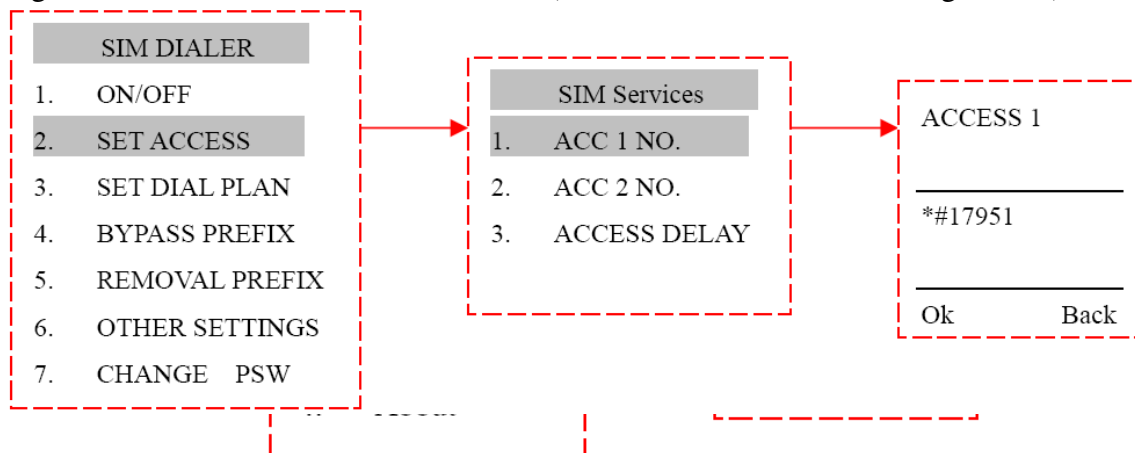 SIM DIALER
1. ON/OFF
2. SET ACCESS
3. SET DIAL PLAN
4. BYPASS PREFIX
5. REMOVAL PREFIX
6. OTHER SETTINGS
7. CHANGE PSW
SIM Services
1. ACC 1 NO.
2. ACC 2 NO.
3. ACCESS DELAY
ACCESS 1
*#17951
Ok Back